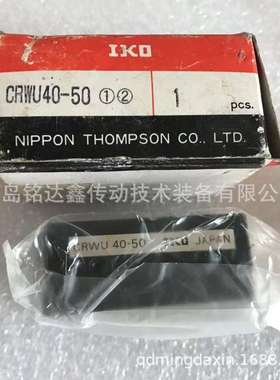 IKO
CRWU40-50 ①② 1 pcs.
NIPPON THOMPSON CO., LTD.
岛铭达鑫传动技术装备有限公
CRWU 40-50 IKO JAPAN
qdmingdaxin.1688.